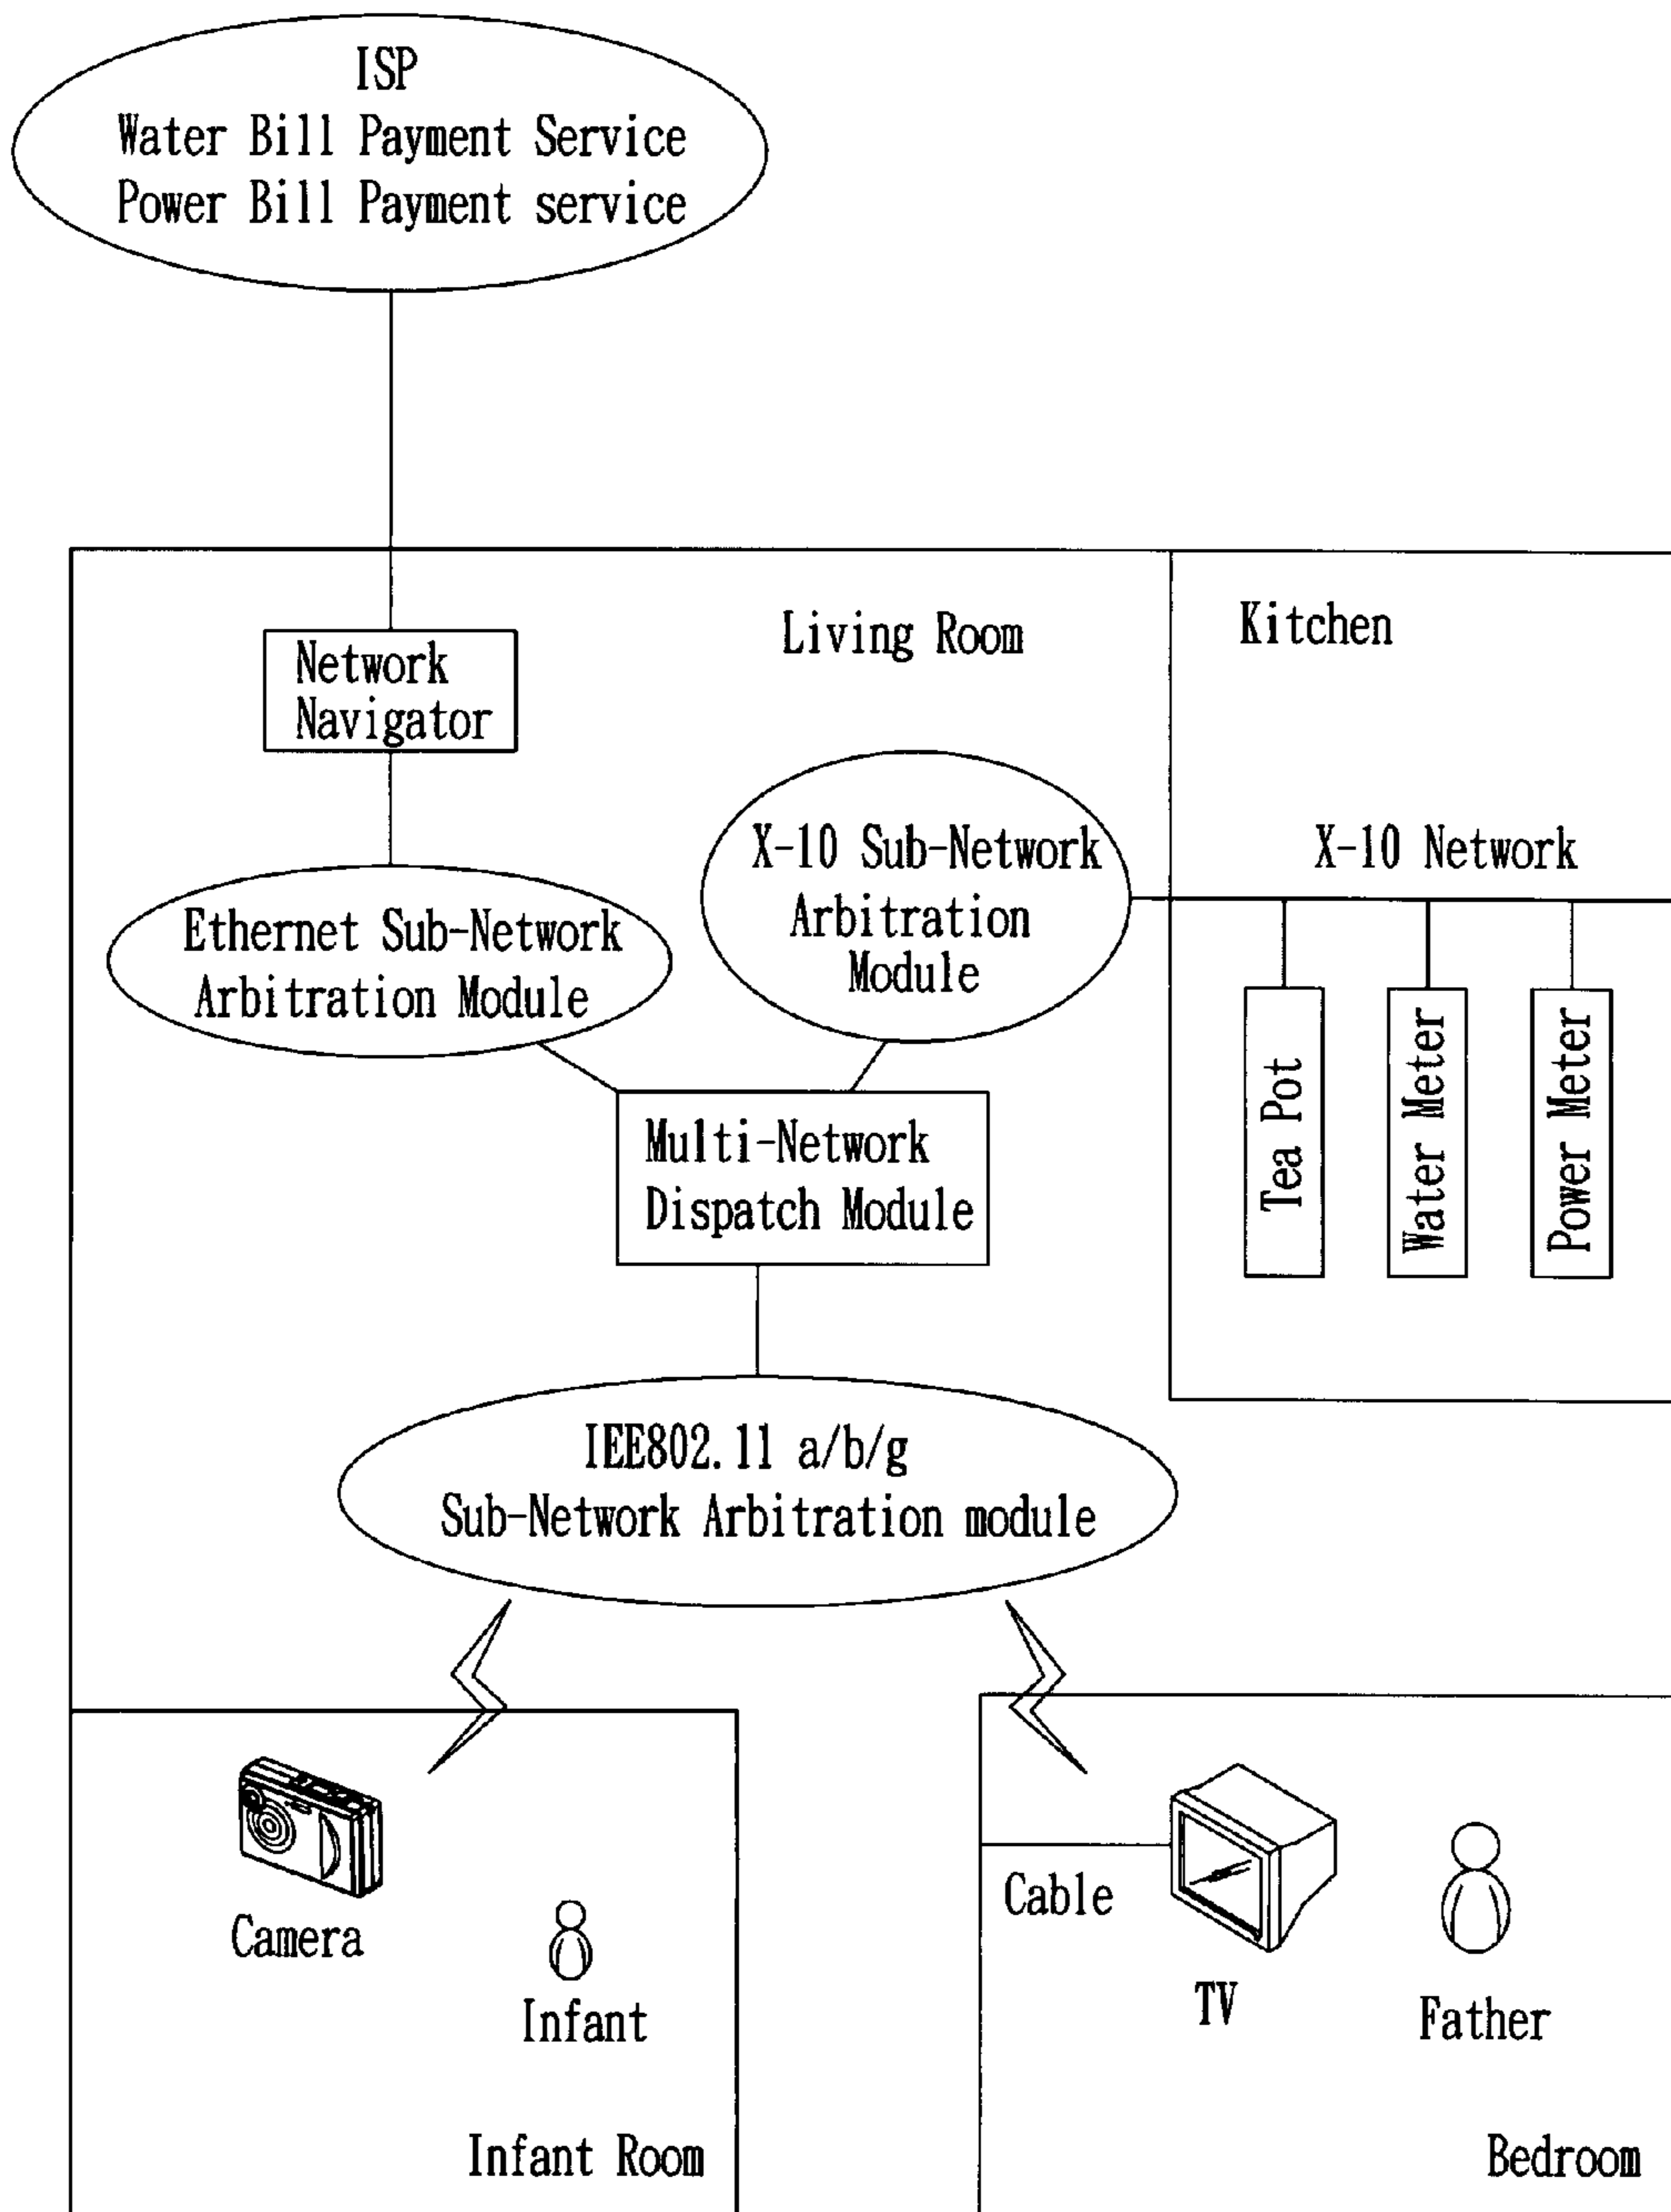 ISP
Water Bill Payment Service
Power Bill Payment service
Living Room
Kitchen
Network
Navigator
X-10 Sub-Network
Arbitration
Module
X-10 Network
Ethernet Sub-Network
Arbitration Module
Tea Pot
Water Meter
Power Meter
Multi-Network
Dispatch Module
IEE802.11 a/b/g
Sub-Network Arbitration module
Camera
Infant
Infant Room
Cable
TV
Father
Bedroom